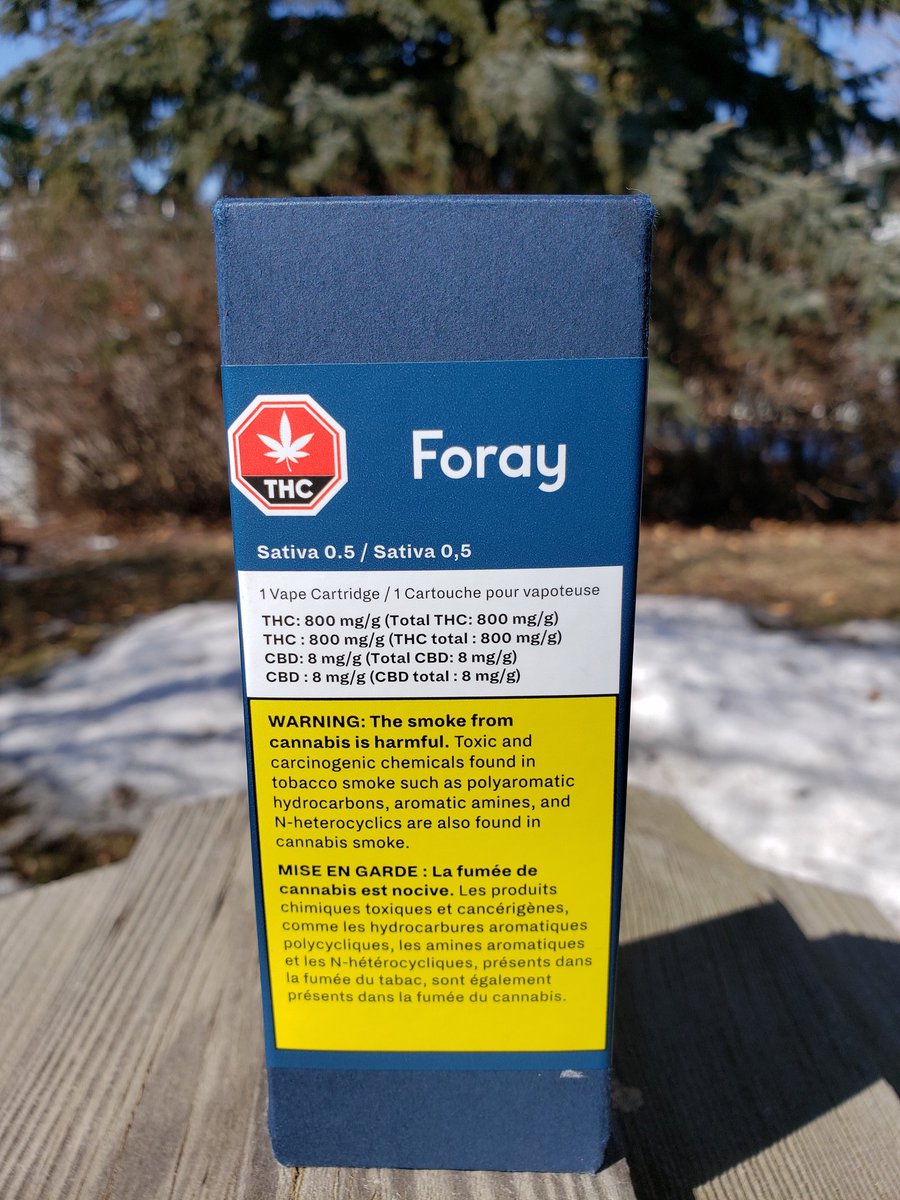 THC
Foray
Sativa 0.5 / Sativa 0,5
1 Vape Cartridge / 1 Cartouche pour vapoteuse
THC: 800 mg/g (Total THC: 800 mg/g)
THC : 800 mg/g (THC total : 800 mg/g)
CBD: 8 mg/g (Total CBD: 8 mg/g)
CBD : 8 mg/g (CBD total : 8 mg/g)
WARNING: The smoke from
cannabis is harmful. Toxic and
carcinogenic chemicals found in
tobacco smoke such as polyaromatic
hydrocarbons, aromatic amines, and
N-heterocyclics are also found in
cannabis smoke.
MISE EN GARDE : La fumée de
cannabis est nocive. Les produits
chimiques toxiques et cancérigènes,
comme les hydrocarbures aromatiques
polycycliques, les amines aromatiques
et les N-hétérocycliques, présents dans
la fumée du tabac, sont également
présents dans la fumée du cannabis.